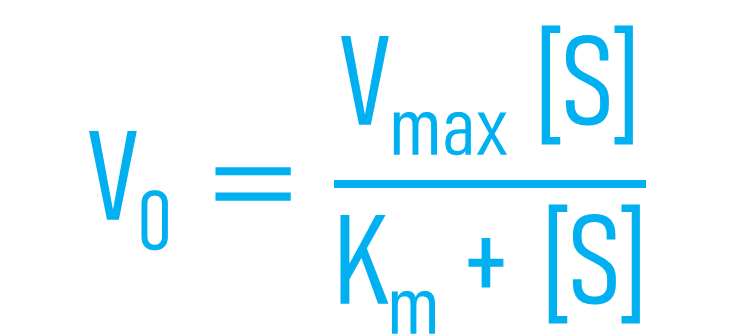 V₀ = Vmax [S]
Km + [S]